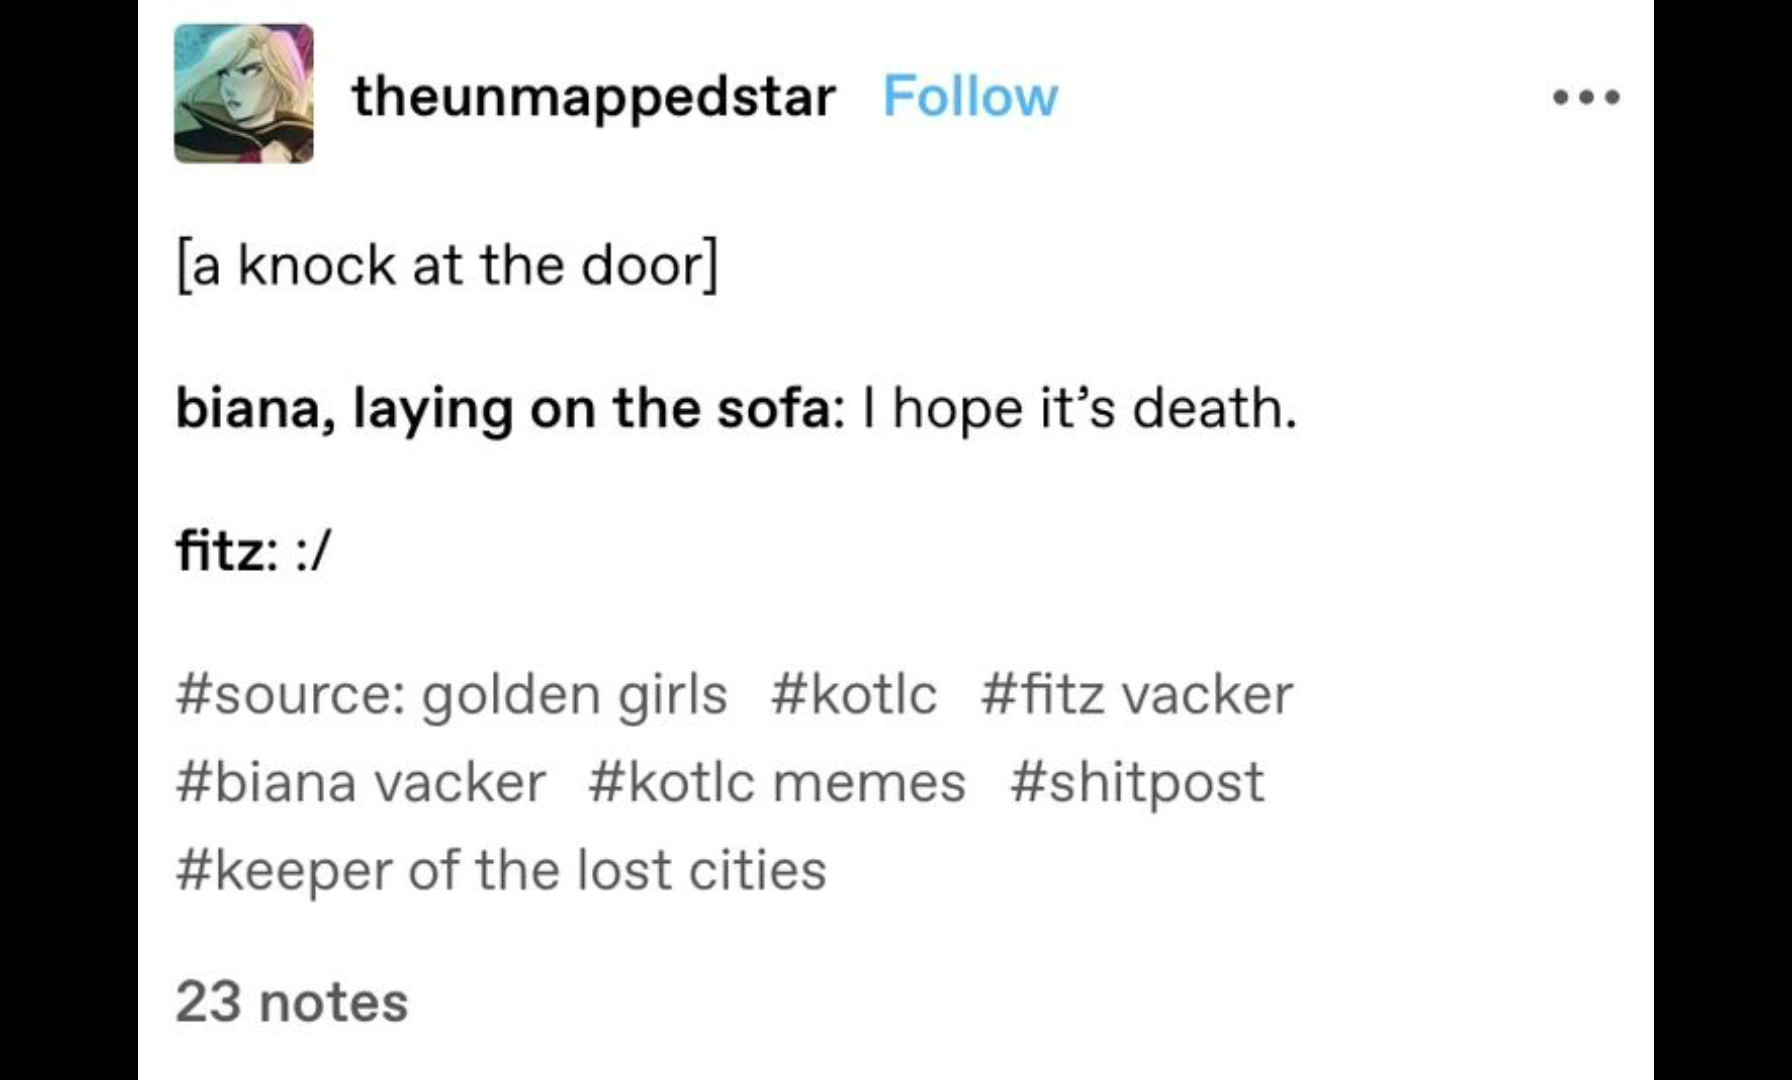 theunmappedstar Follow
[a knock at the door]
biana, laying on the sofa: I hope it’s death.
fitz: :/
#source: golden girls #kotlc #fitz vacker
#biana vacker #kotlc memes #shitpost
#keeper of the lost cities
23 notes